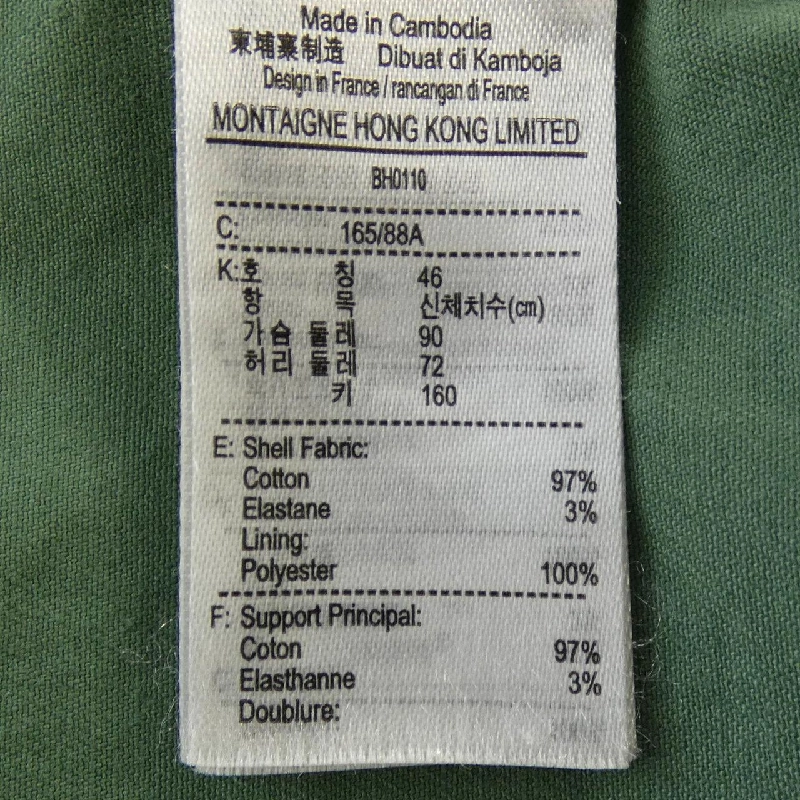 Made in Cambodia
柬埔寨制造 Dibuat di Kamboja
Design in France / rancangan di France
MONTAIGNE HONG KONG LIMITED
BH0110
C: 165/88A
K:호 칭 46
항 목 신체치수(cm)
가슴 둘레 90
허리 둘레 72
키 160
E: Shell Fabric:
Cotton 97%
Elastane 3%
Lining:
Polyester 100%
F: Support Principal:
Coton 97%
Elasthanne 3%
Doublure: